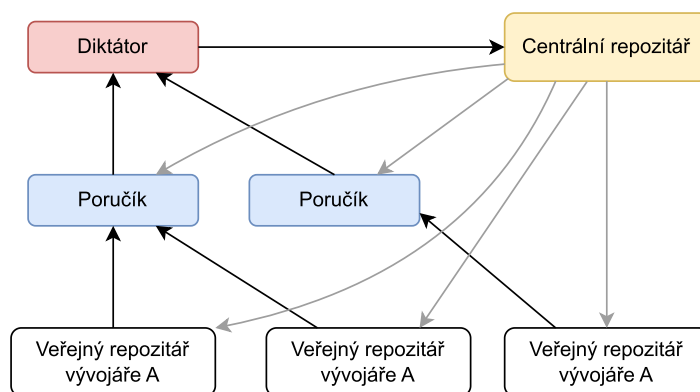 Diktátor
Centrální repozitář
Poručík
Poručík
Veřejný repozitář
vývojáře A
Veřejný repozitář
vývojáře A
Veřejný repozitář
vývojáře A